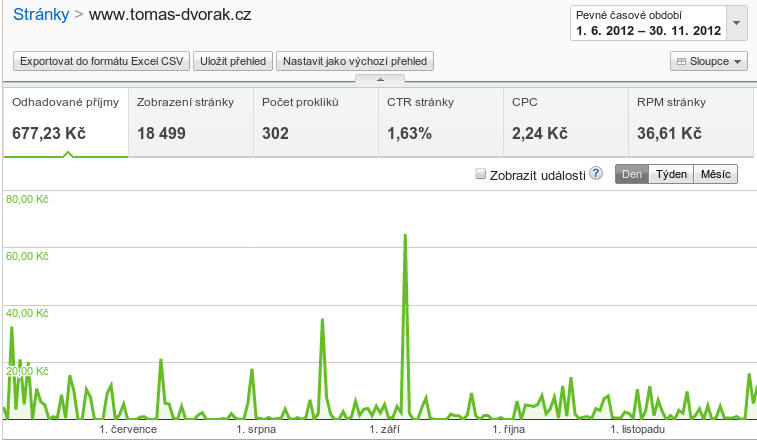 Stránky > www.tomas-dvorak.cz
Pevné časové období
1. 6. 2012 – 30. 11. 2012
Exportovat do formátu Excel CSV Uložit přehled Nastavit jako výchozí přehled Sloupce
Odhadované příjmy Zobrazení stránky Počet prokliků CTR stránky CPC RPM stránky
677,23 Kč 18 499 302 1,63% 2,24 Kč 36,61 Kč
Zobrazit události ? Den Týden Měsíc
80,00 Kč
60,00 Kč
40,00 Kč
20,00 Kč
1. července 1. srpna 1. září 1. října 1. listopadu